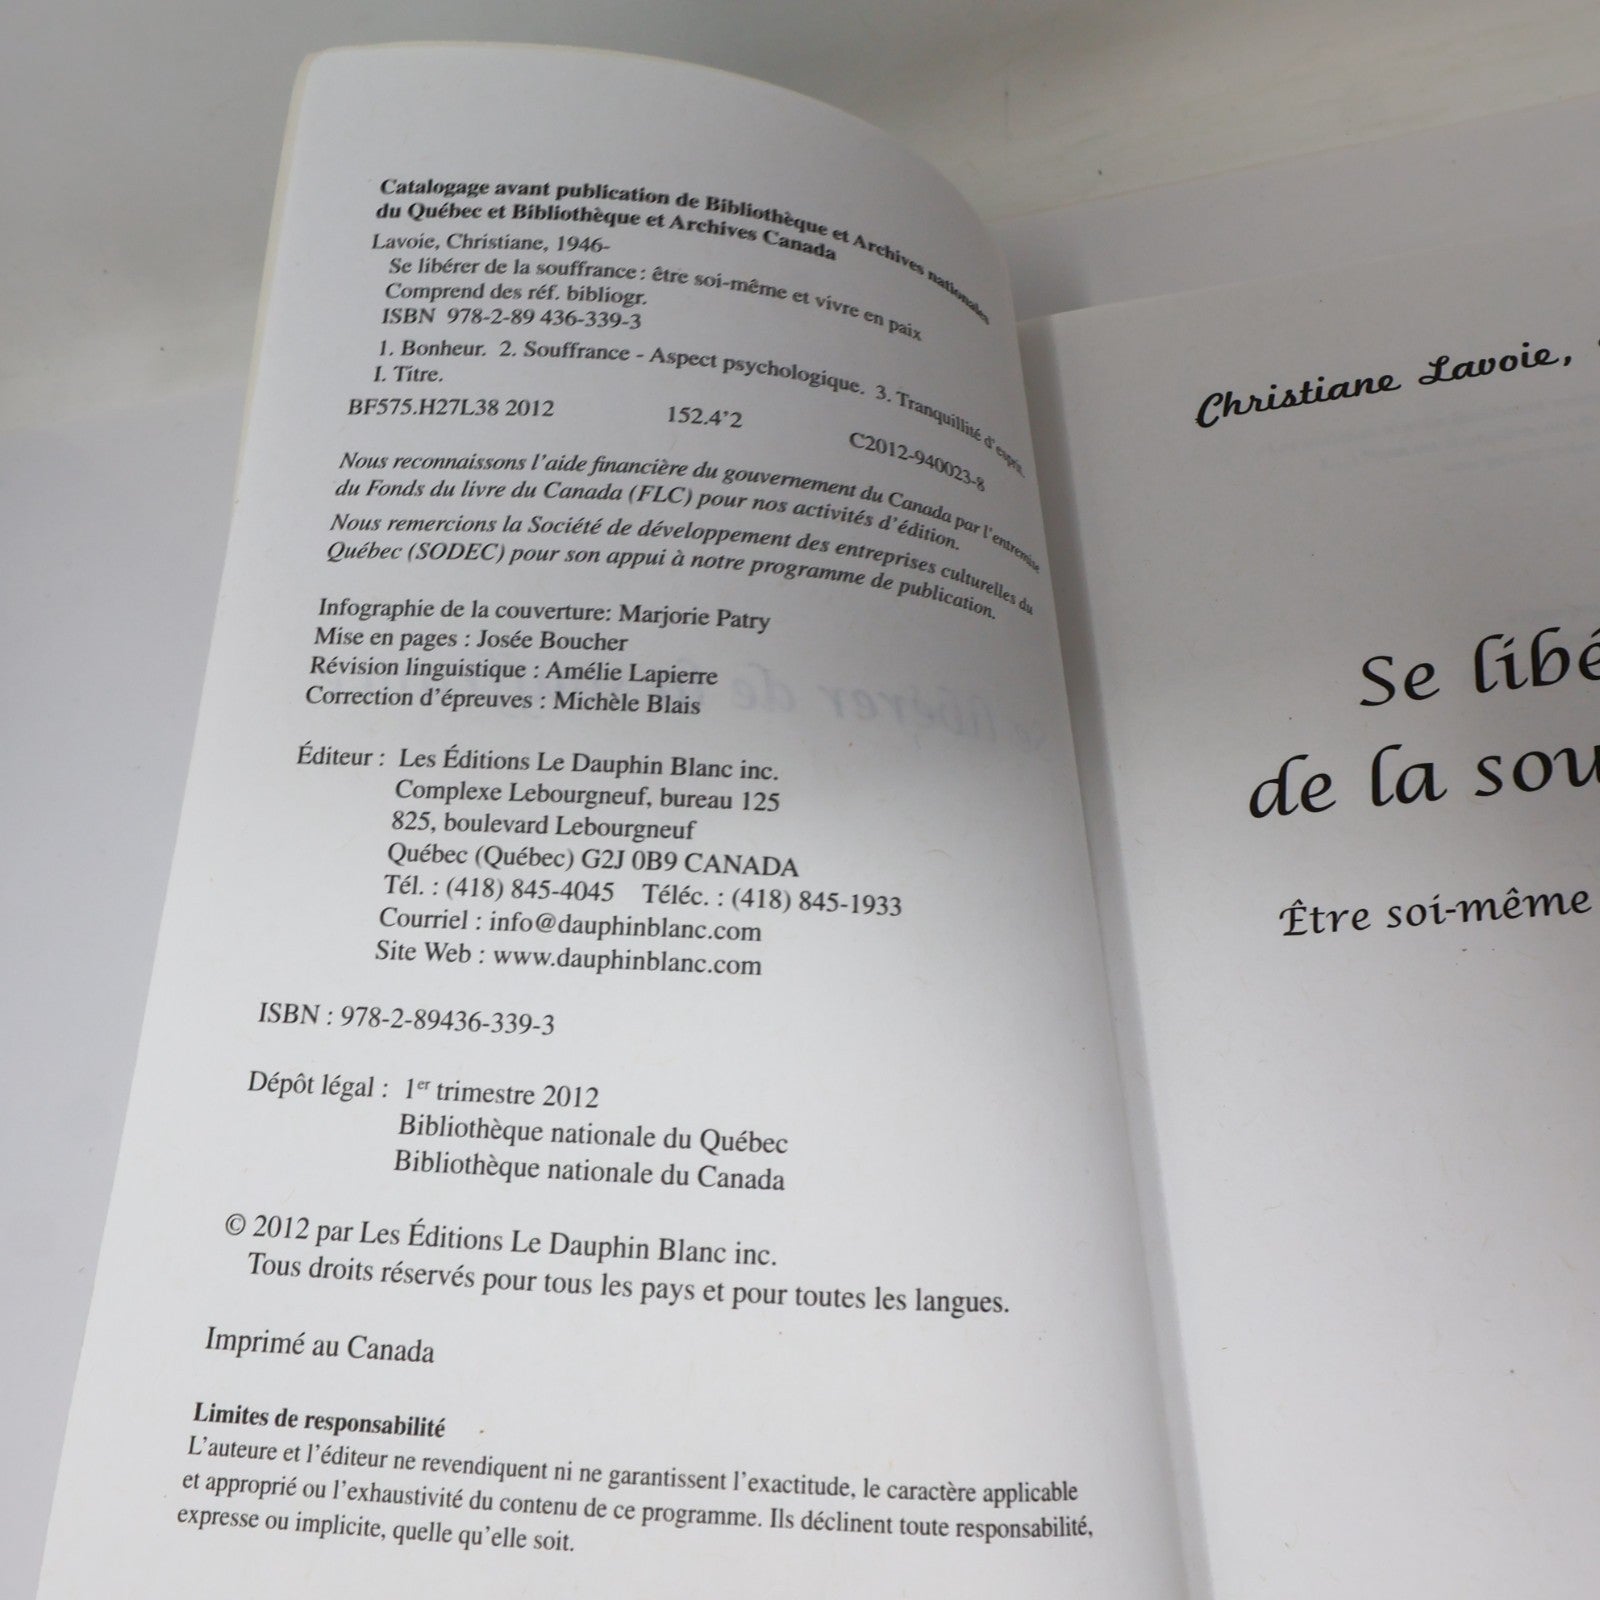 Catalogage avant publication de Bibliothèque et Archives nationales
du Québec et Bibliothèque et Archives Canada
Lavoie, Christiane, 1946-
Se libérer de la souffrance : être soi-même et vivre en paix
Comprend des réf. bibliogr.
ISBN 978-2-89 436-339-3
1. Bonheur. 2. Souffrance - Aspect psychologique. 3. Tranquillité d'esprit.
I. Titre.
BF575.H27L38 2012 152.4'2 C2012-940023-8
Nous reconnaissons l'aide financière du gouvernement du Canada par l'entremise
du Fonds du livre du Canada (FLC) pour nos activités d'édition.
Nous remercions la Société de développement des entreprises culturelles du
Québec (SODEC) pour son appui à notre programme de publication.
Infographie de la couverture: Marjorie Patry
Mise en pages : Josée Boucher
Révision linguistique : Amélie Lapierre
Correction d'épreuves : Michèle Blais
Éditeur : Les Éditions Le Dauphin Blanc inc.
Complexe Lebourgneuf, bureau 125
825, boulevard Lebourgneuf
Québec (Québec) G2J 0B9 CANADA
Tél. : (418) 845-4045 Téléc. : (418) 845-1933
Courriel : info@dauphinblanc.com
Site Web : www.dauphinblanc.com
ISBN : 978-2-89436-339-3
Dépôt légal : 1er trimestre 2012
Bibliothèque nationale du Québec
Bibliothèque nationale du Canada
© 2012 par Les Éditions Le Dauphin Blanc inc.
Tous droits réservés pour tous les pays et pour toutes les langues.
Imprimé au Canada
Limites de responsabilité
L'auteure et l'éditeur ne revendiquent ni ne garantissent l'exactitude, le caractère applicable
et approprié ou l'exhaustivité du contenu de ce programme. Ils déclinent toute responsabilité,
expresse ou implicite, quelle qu'elle soit.
Christiane Lavoie,
Se libé
de la sou
Être soi-même